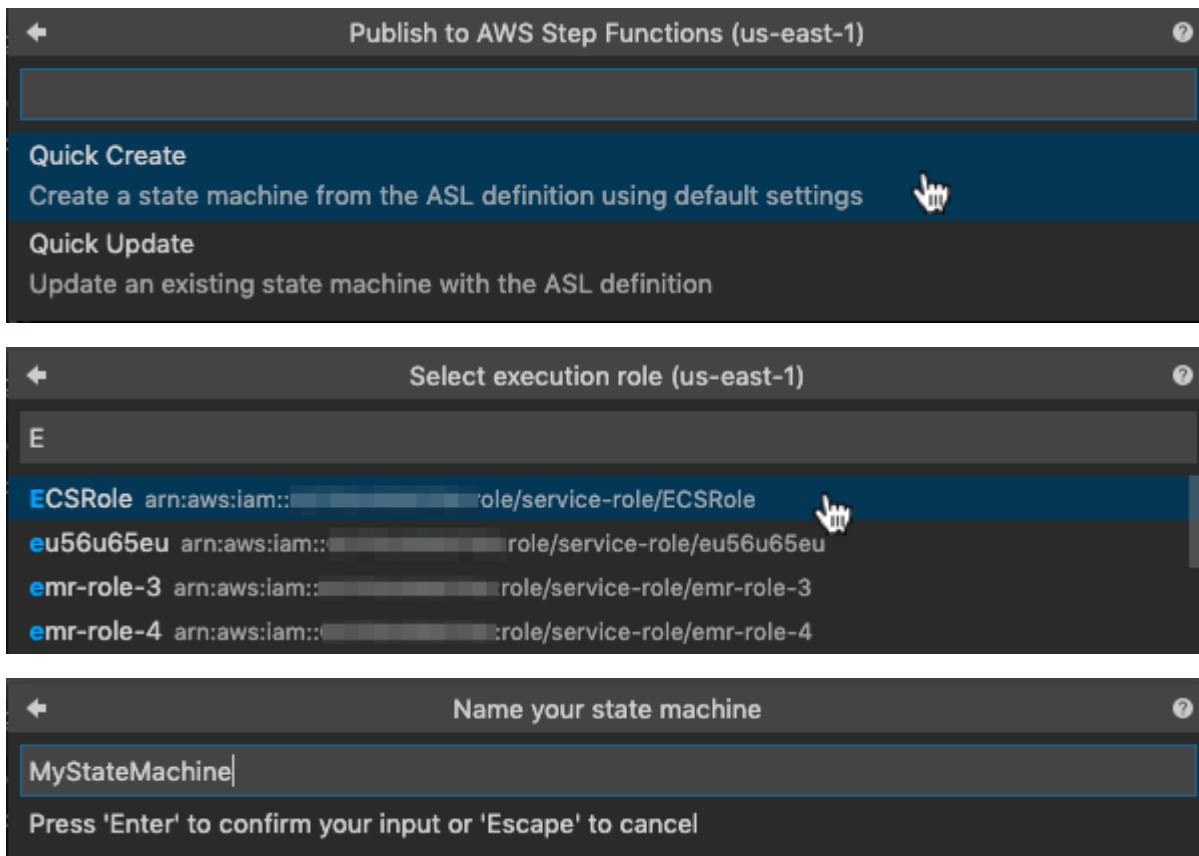 Publish to AWS Step Functions (us-east-1)
Quick Create
Create a state machine from the ASL definition using default settings
Quick Update
Update an existing state machine with the ASL definition
Select execution role (us-east-1)
E
ECSRole arn:aws:iam:: ole/service-role/ECSRole
eu56u65eu arn:aws:iam:: role/service-role/eu56u65eu
emr-role-3 arn:aws:iam:: role/service-role/emr-role-3
emr-role-4 arn:aws:iam:: :role/service-role/emr-role-4
Name your state machine
MyStateMachine
Press 'Enter' to confirm your input or 'Escape' to cancel